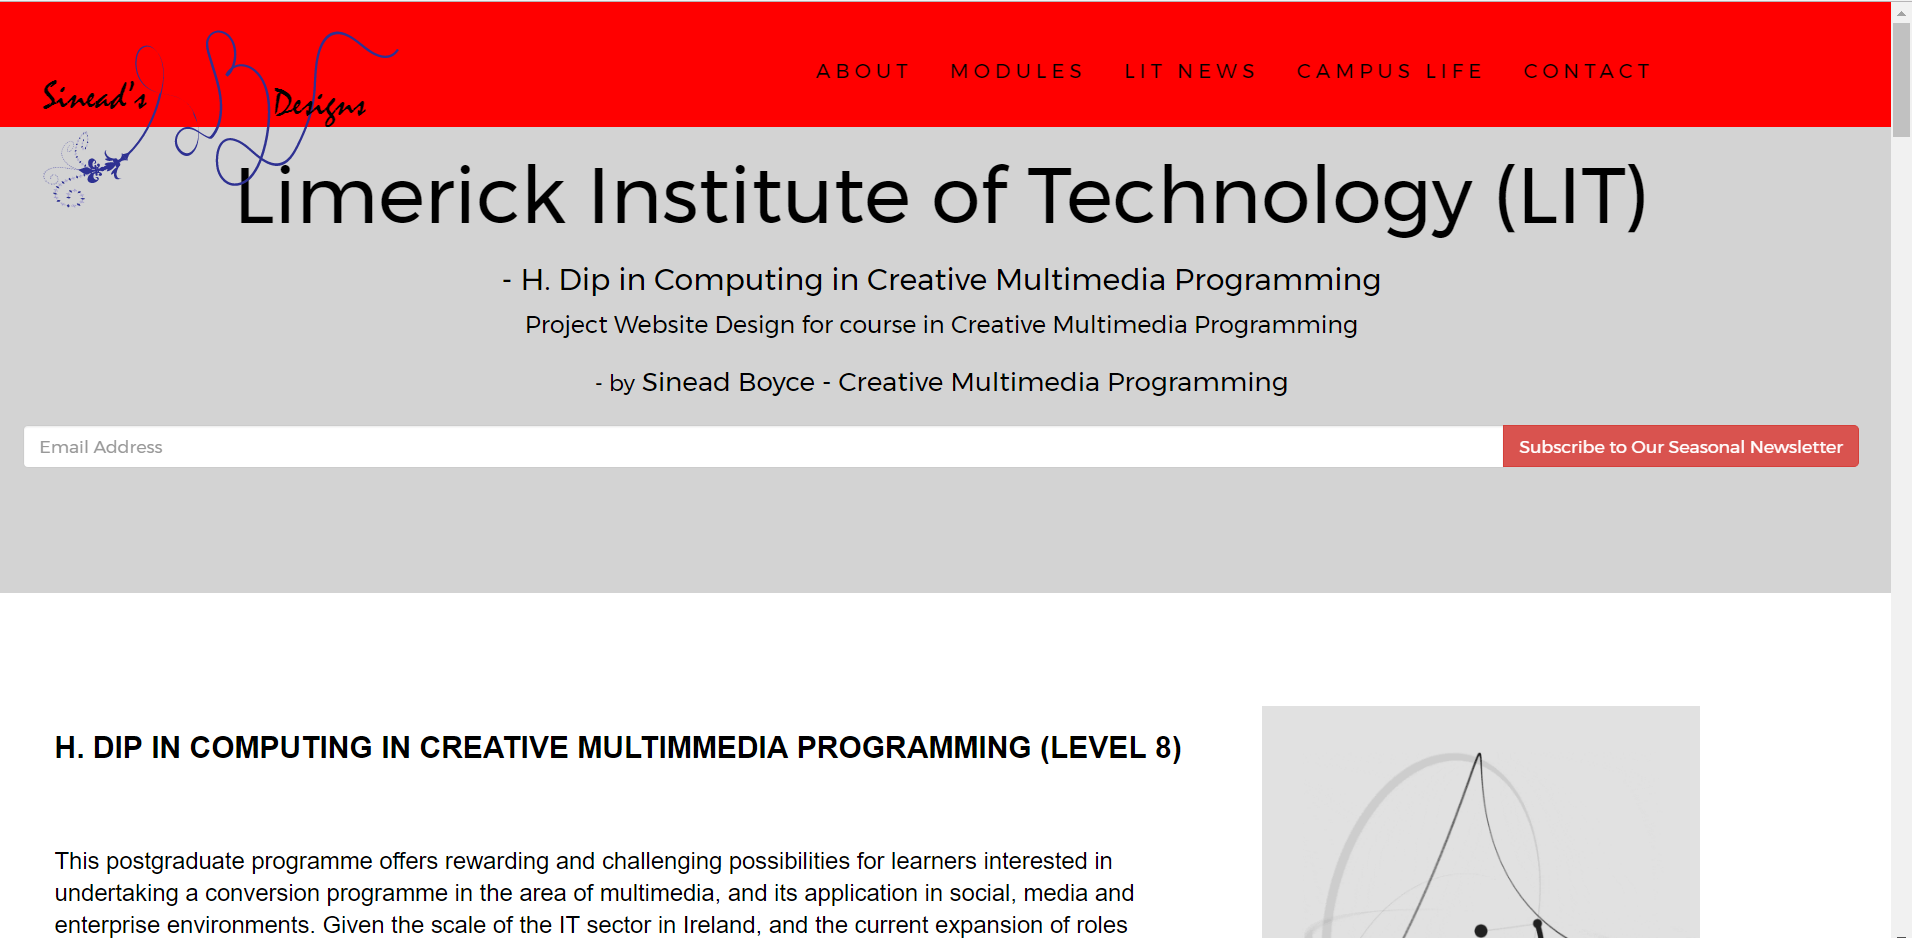 Sinead's
Designs
ABOUT MODULES LIT NEWS CAMPUS LIFE CONTACT
Limerick Institute of Technology (LIT)
- H. Dip in Computing in Creative Multimedia Programming
Project Website Design for course in Creative Multimedia Programming
- by Sinead Boyce - Creative Multimedia Programming
Email Address Subscribe to Our Seasonal Newsletter
H. DIP IN COMPUTING IN CREATIVE MULTIMMEDIA PROGRAMMING (LEVEL 8)
This postgraduate programme offers rewarding and challenging possibilities for learners interested in
undertaking a conversion programme in the area of multimedia, and its application in social, media and
enterprise environments. Given the scale of the IT sector in Ireland, and the current expansion of roles